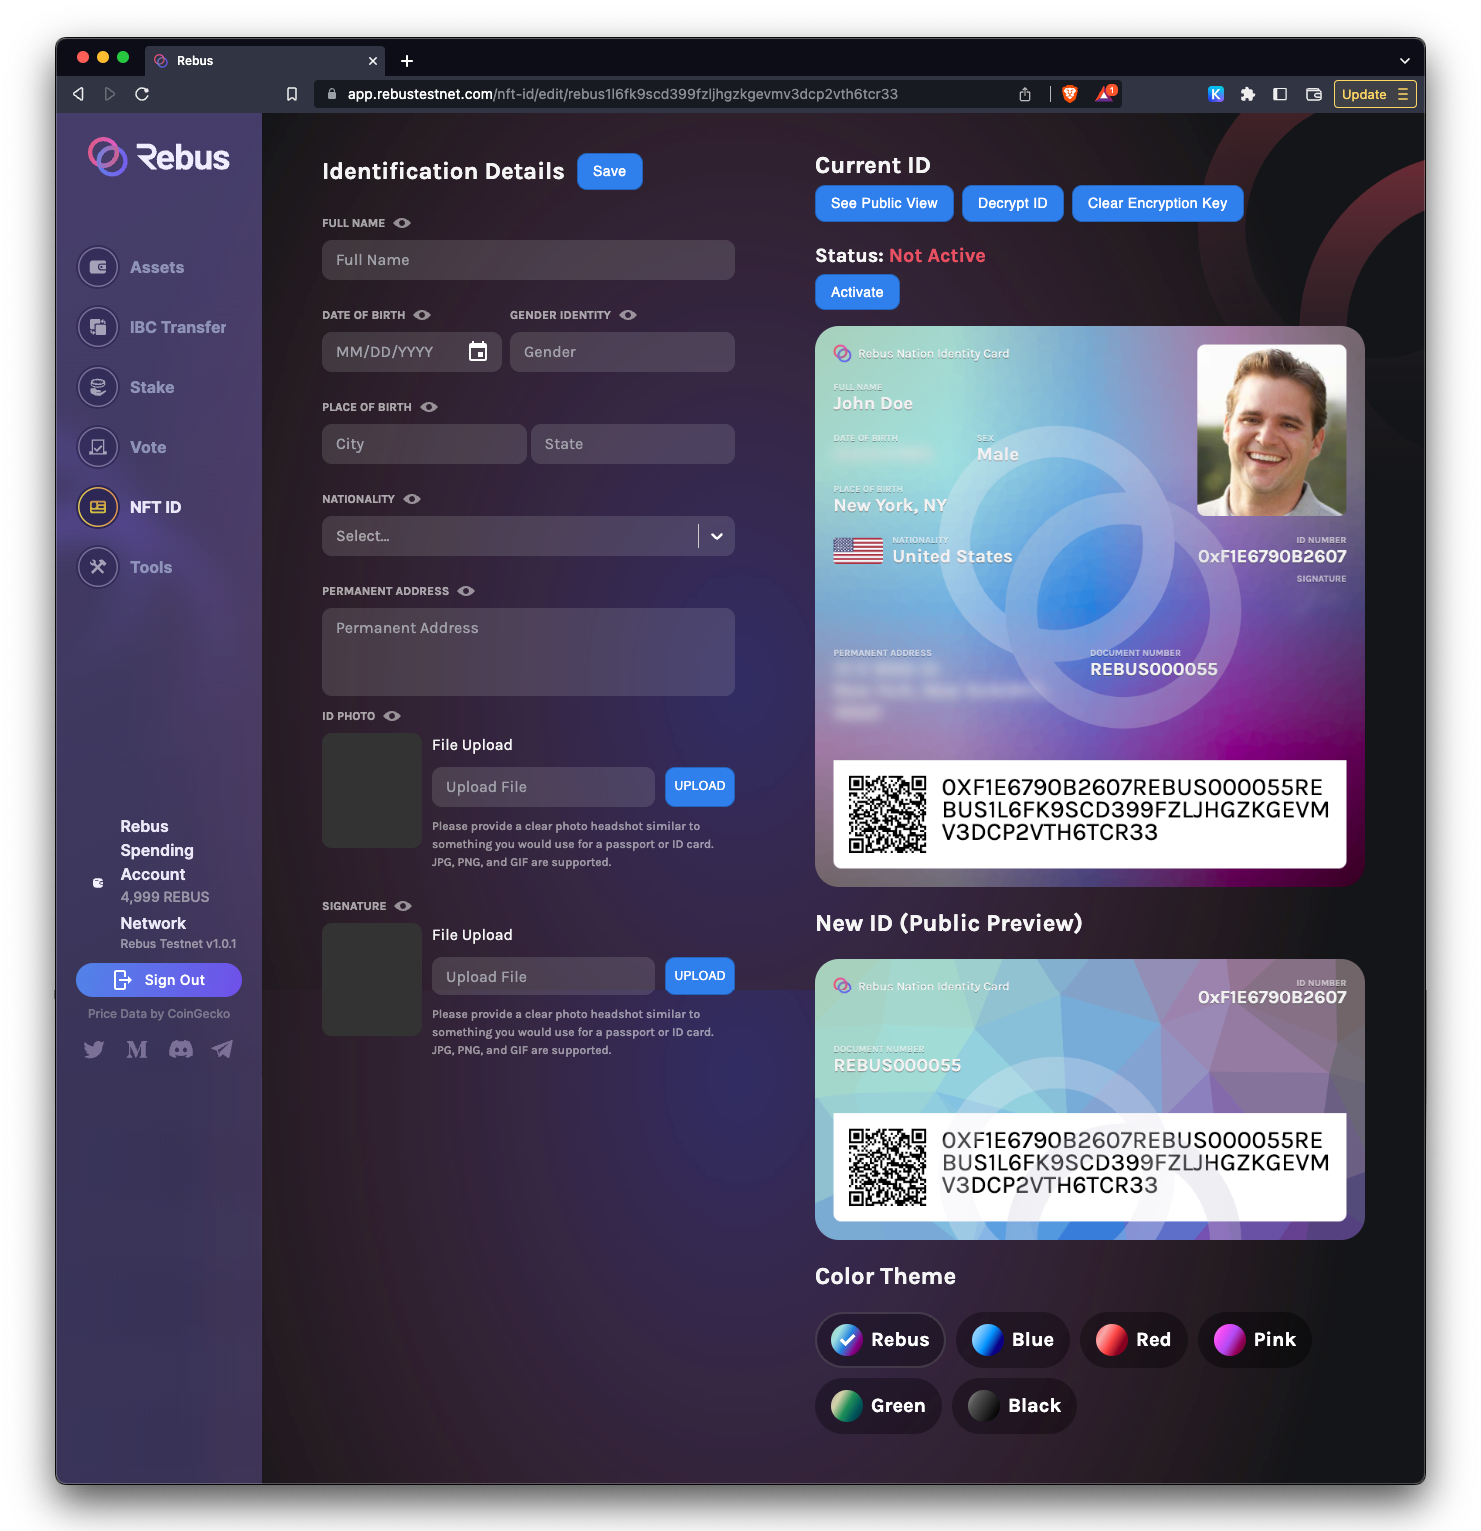 Rebus
app.rebustestnet.com/nft-id/edit/rebus1l6fk9scd399fzljhgzkgevmv3dcp2vth6tcr33
1
K
Update
Rebus
Assets
IBC Transfer
Stake
Vote
NFT ID
Tools
Rebus
Spending
Account
4,999 REBUS
Network
Rebus Testnet v1.0.1
Sign Out
Price Data by CoinGecko
Identification Details
Save
FULL NAME
Full Name
DATE OF BIRTH
GENDER IDENTITY
MM/DD/YYYY
Gender
PLACE OF BIRTH
City
State
NATIONALITY
Select...
PERMANENT ADDRESS
Permanent Address
ID PHOTO
File Upload
Upload File
UPLOAD
Please provide a clear photo headshot similar to
something you would use for a passport or ID card.
JPG, PNG, and GIF are supported.
SIGNATURE
File Upload
Upload File
UPLOAD
Please provide a clear photo headshot similar to
something you would use for a passport or ID card.
JPG, PNG, and GIF are supported.
Current ID
See Public View
Decrypt ID
Clear Encryption Key
Status: Not Active
Activate
Rebus Nation Identity Card
FULL NAME
John Doe
DATE OF BIRTH
SEX
Male
PLACE OF BIRTH
New York, NY
NATIONALITY
United States
ID NUMBER
0xF1E6790B2607
SIGNATURE
PERMANENT ADDRESS
DOCUMENT NUMBER
REBUS000055
0XF1E6790B2607REBUS000055RE
BUS1L6FK9SCD399FZLJHGZKGEVM
V3DCP2VTH6TCR33
New ID (Public Preview)
Rebus Nation Identity Card
ID NUMBER
0xF1E6790B2607
DOCUMENT NUMBER
REBUS000055
0XF1E6790B2607REBUS000055RE
BUS1L6FK9SCD399FZLJHGZKGEVM
V3DCP2VTH6TCR33
Color Theme
Rebus
Blue
Red
Pink
Green
Black